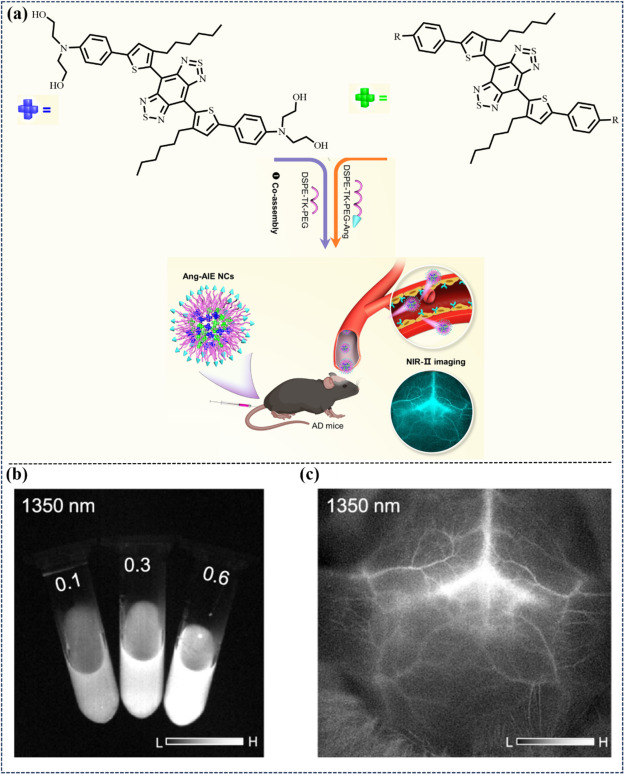 (a)
HO
N
OH
S
N
S
N
N
S
N
S
OH
N
OH
R
S
N
S
N
N
S
N
S
R
=
=
❶ Co-assembly
DSPE-TK-PEG
DSPE-TK-PEG-Ang
Ang-AIE NCs
NIR-II imaging
AD mice
(b)
1350 nm
0.1
0.3
0.6
L
H
(c)
1350 nm
L
H